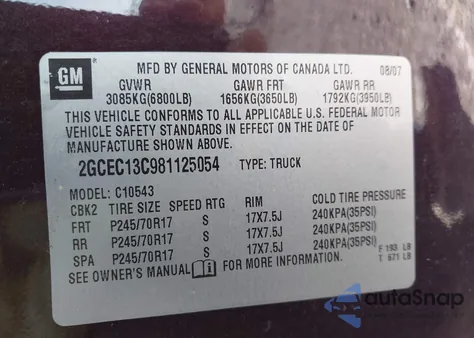 GM
MFD BY GENERAL MOTORS OF CANADA LTD. 08/07
GVWR GAWR FRT GAWR RR
3085KG(6800LB) 1656KG(3650LB) 1792KG(3950LB)
THIS VEHICLE CONFORMS TO ALL APPLICABLE U.S. FEDERAL MOTOR
VEHICLE SAFETY STANDARDS IN EFFECT ON THE DATE OF
MANUFACTURE SHOWN ABOVE.
2GCEC13C981125054 TYPE: TRUCK
MODEL: C10543
CBK2 TIRE SIZE SPEED RTG RIM COLD TIRE PRESSURE
FRT P245/70R17 S 17X7.5J 240KPA(35PSI)
RR P245/70R17 S 17X7.5J 240KPA(35PSI)
SPA P245/70R17 S 17X7.5J 240KPA(35PSI)
SEE OWNER'S MANUAL FOR MORE INFORMATION.
F 193 LB
T 671 LB
autoSnap